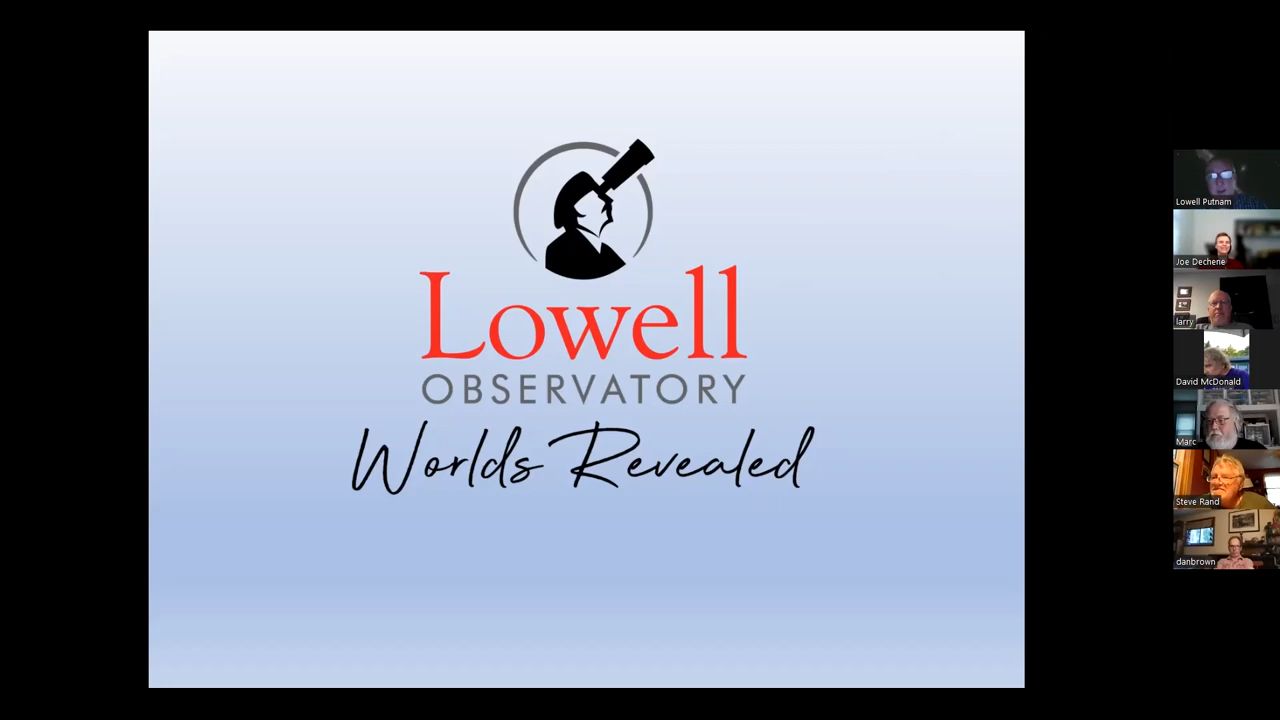 Lowell
OBSERVATORY
Worlds Revealed
Lowell Putnam
Joe Dechene
larry
David McDonald
Marc
Steve Rand
danbrown